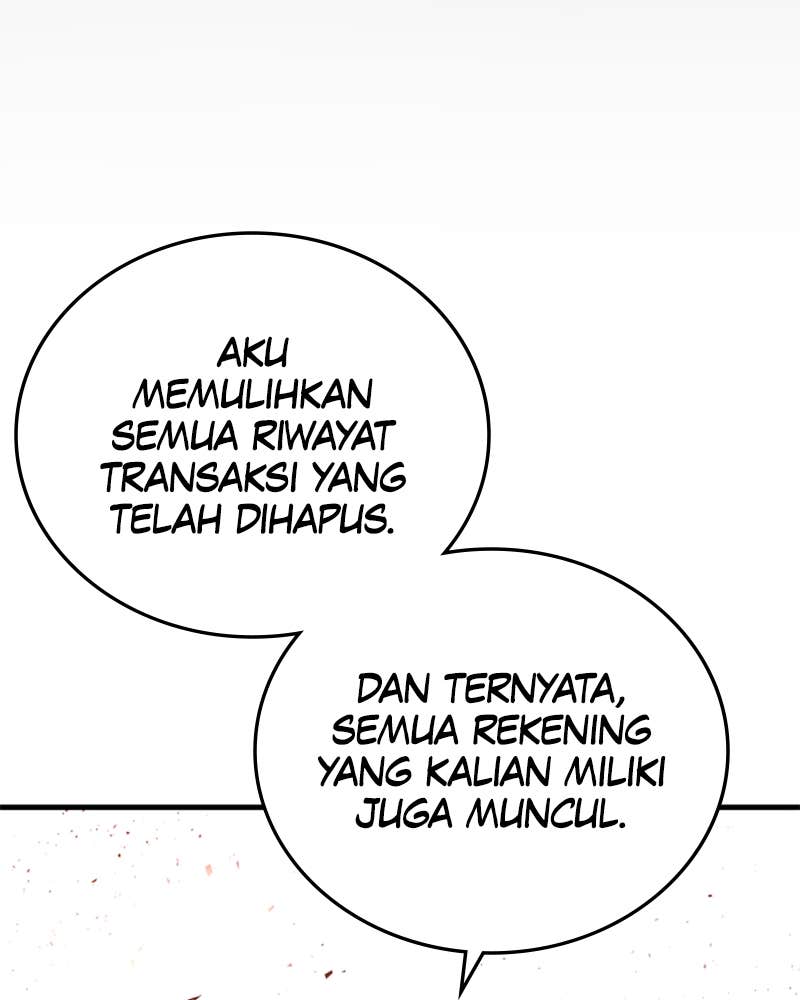 AKU
MEMULIHKAN
SEMUA RIWAYAT
TRANSAKSI YANG
TELAH DIHAPUS.
DAN TERNYATA,
SEMUA REKENING
YANG KALIAN MILIKI
JUGA MUNCUL.